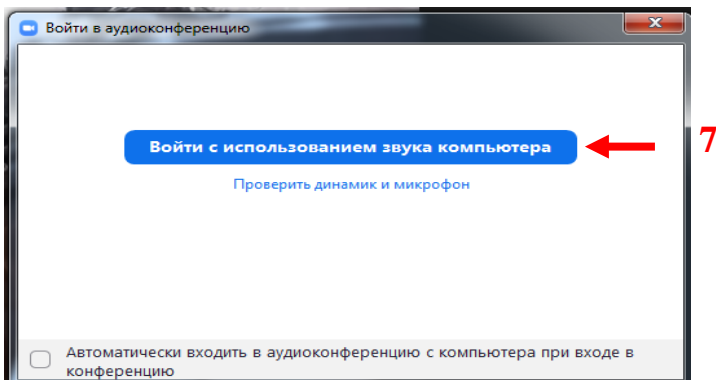 Войти в аудиоконференцию
Войти с использованием звука компьютера
7
Проверить динамик и микрофон
Автоматически входить в аудиоконференцию с компьютера при входе в
конференцию